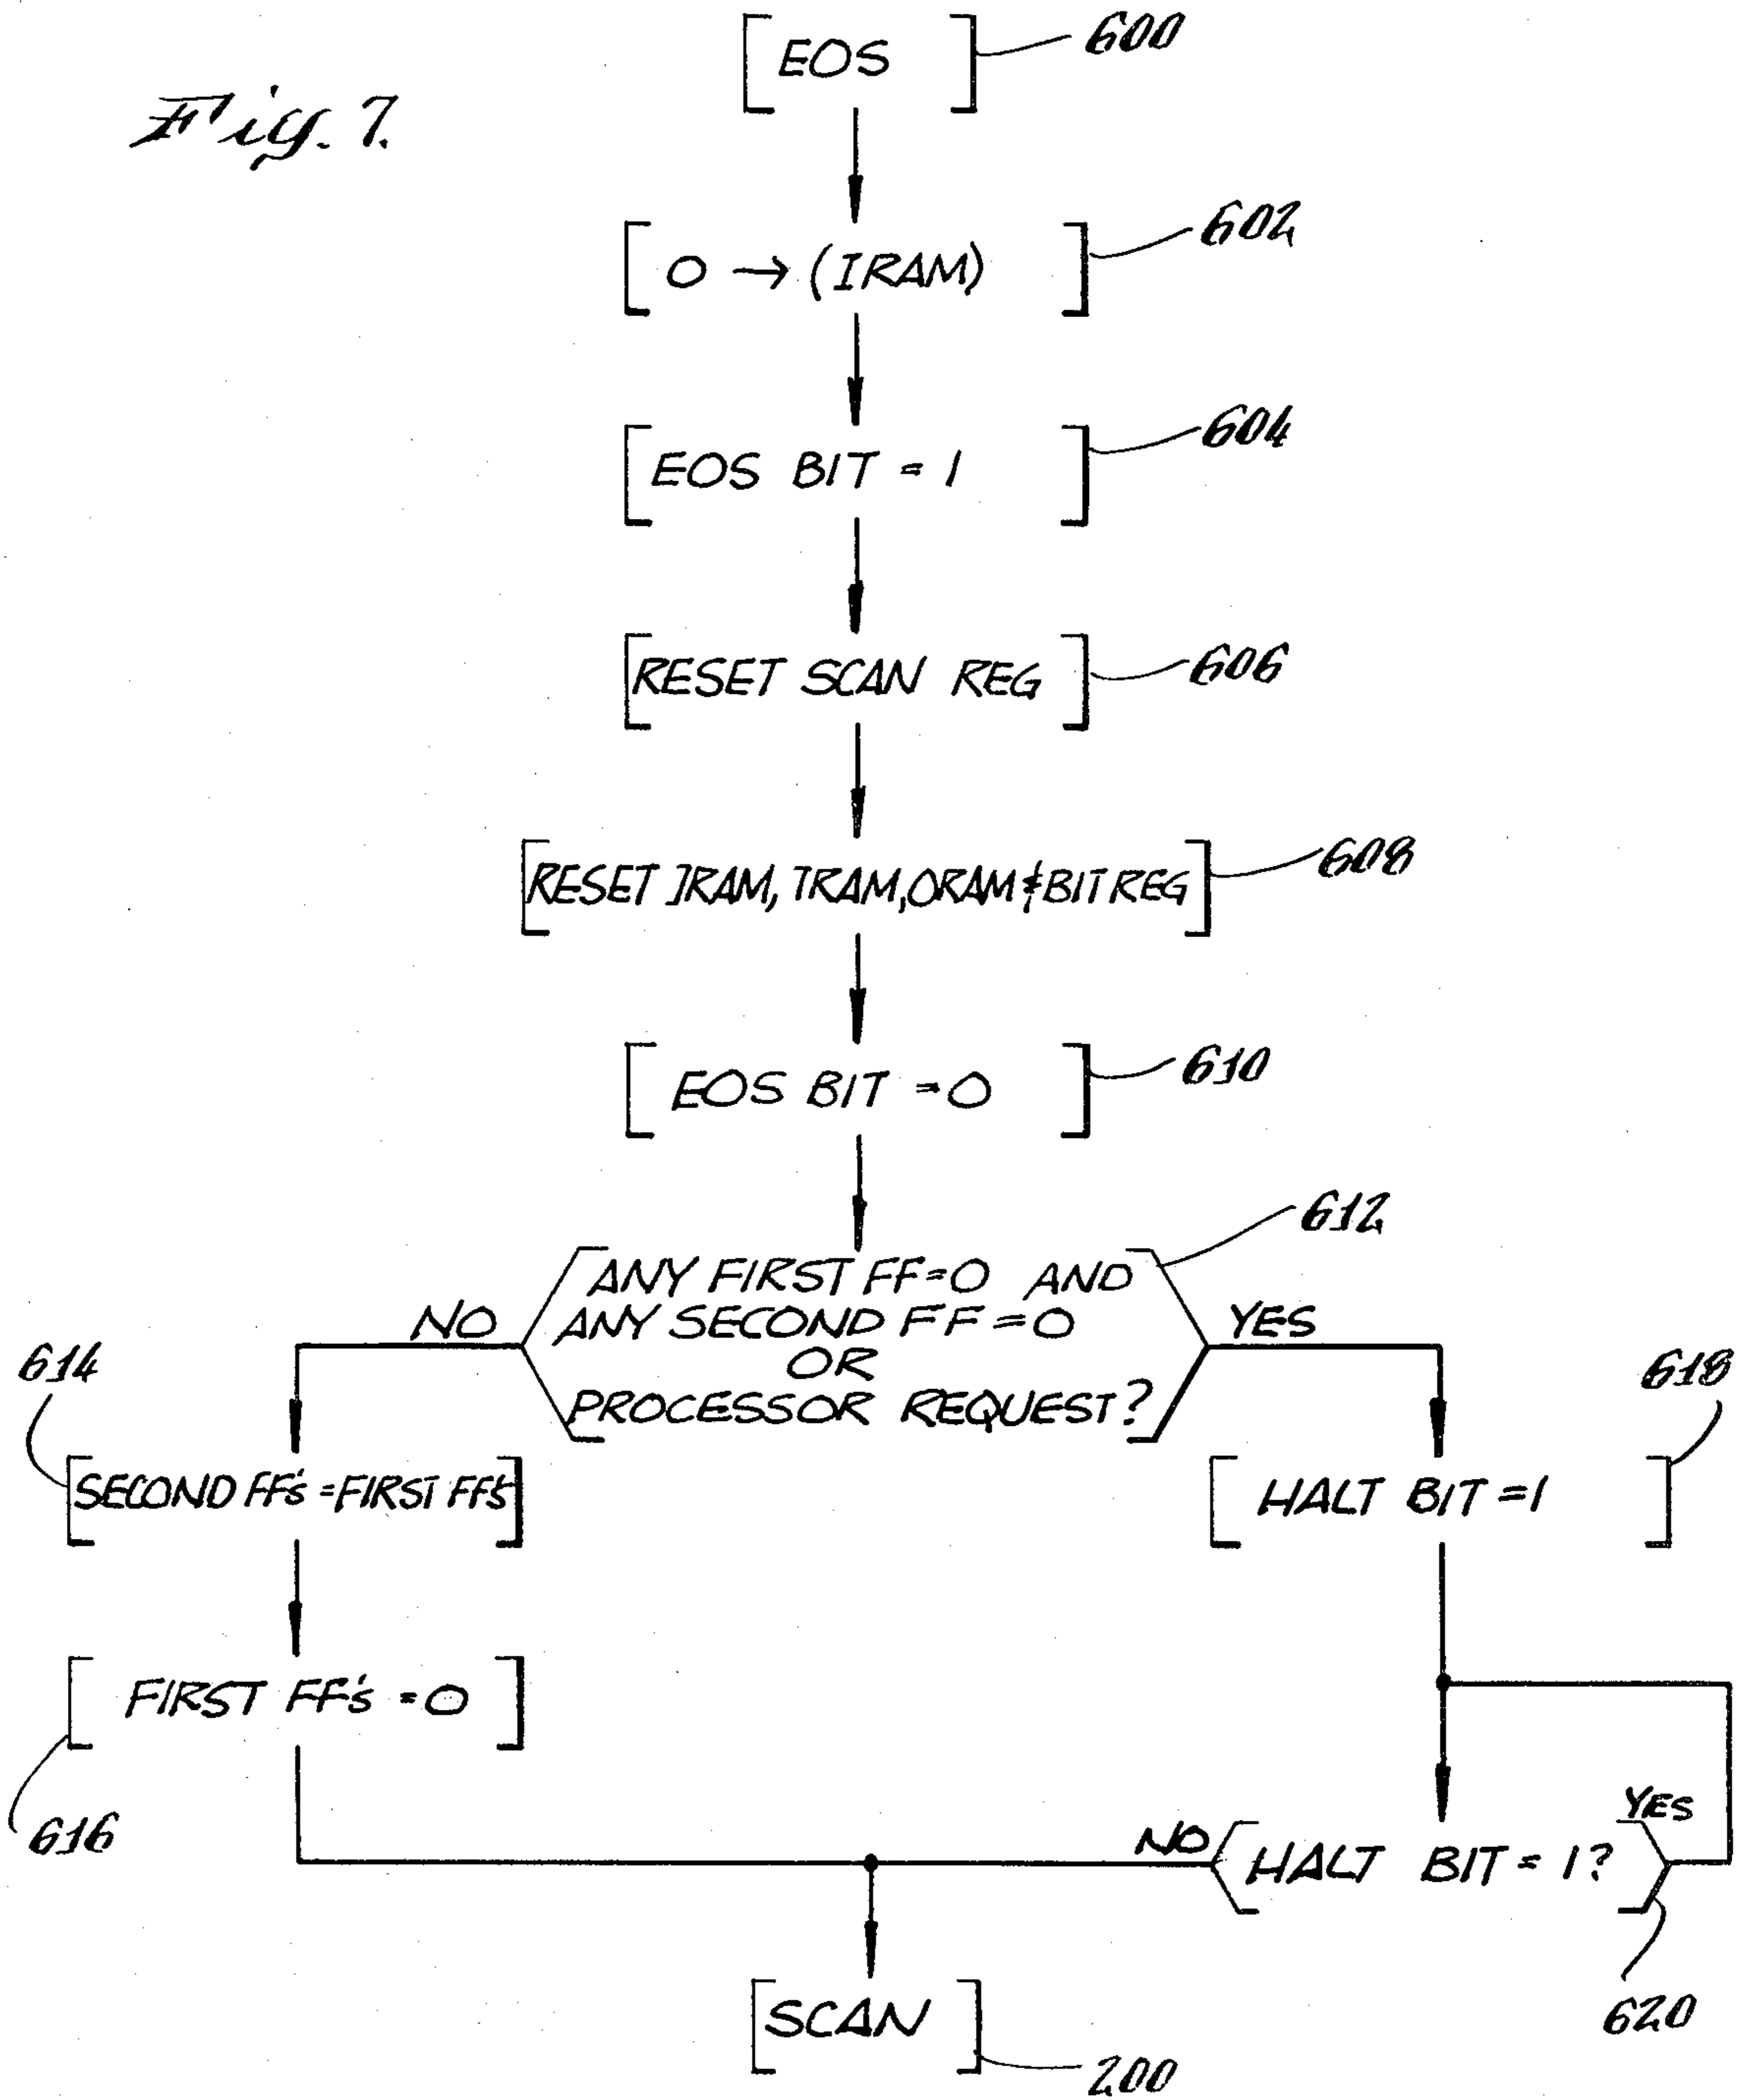 Fig. 7.
EOS
600
0 → (IRAM)
602
EOS BIT = 1
604
RESET SCAN REG
606
RESET IRAM, TRAM, ORAM & BIT REG
608
EOS BIT = 0
610
612
ANY FIRST FF=0 AND
ANY SECOND FF=0
OR
PROCESSOR REQUEST?
NO
YES
614
618
SECOND FF's = FIRST FF's
HALT BIT = 1
FIRST FF's = 0
616
YES
NO
HALT BIT = 1?
620
SCAN
200